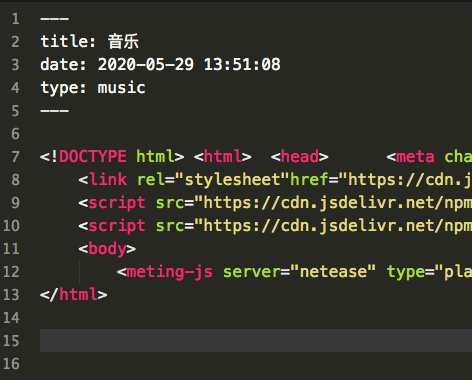 1 ---
2 title: 音乐
3 date: 2020-05-29 13:51:08
4 type: music
5 ---
6
7 <!DOCTYPE html> <html>  <head>      <meta cha
8     <link rel="stylesheet"href="https://cdn.j
9     <script src="https://cdn.jsdelivr.net/npm
10     <script src="https://cdn.jsdelivr.net/npm
11     <body>
12         <meting-js server="netease" type="pla
13 </html>
14
15
16